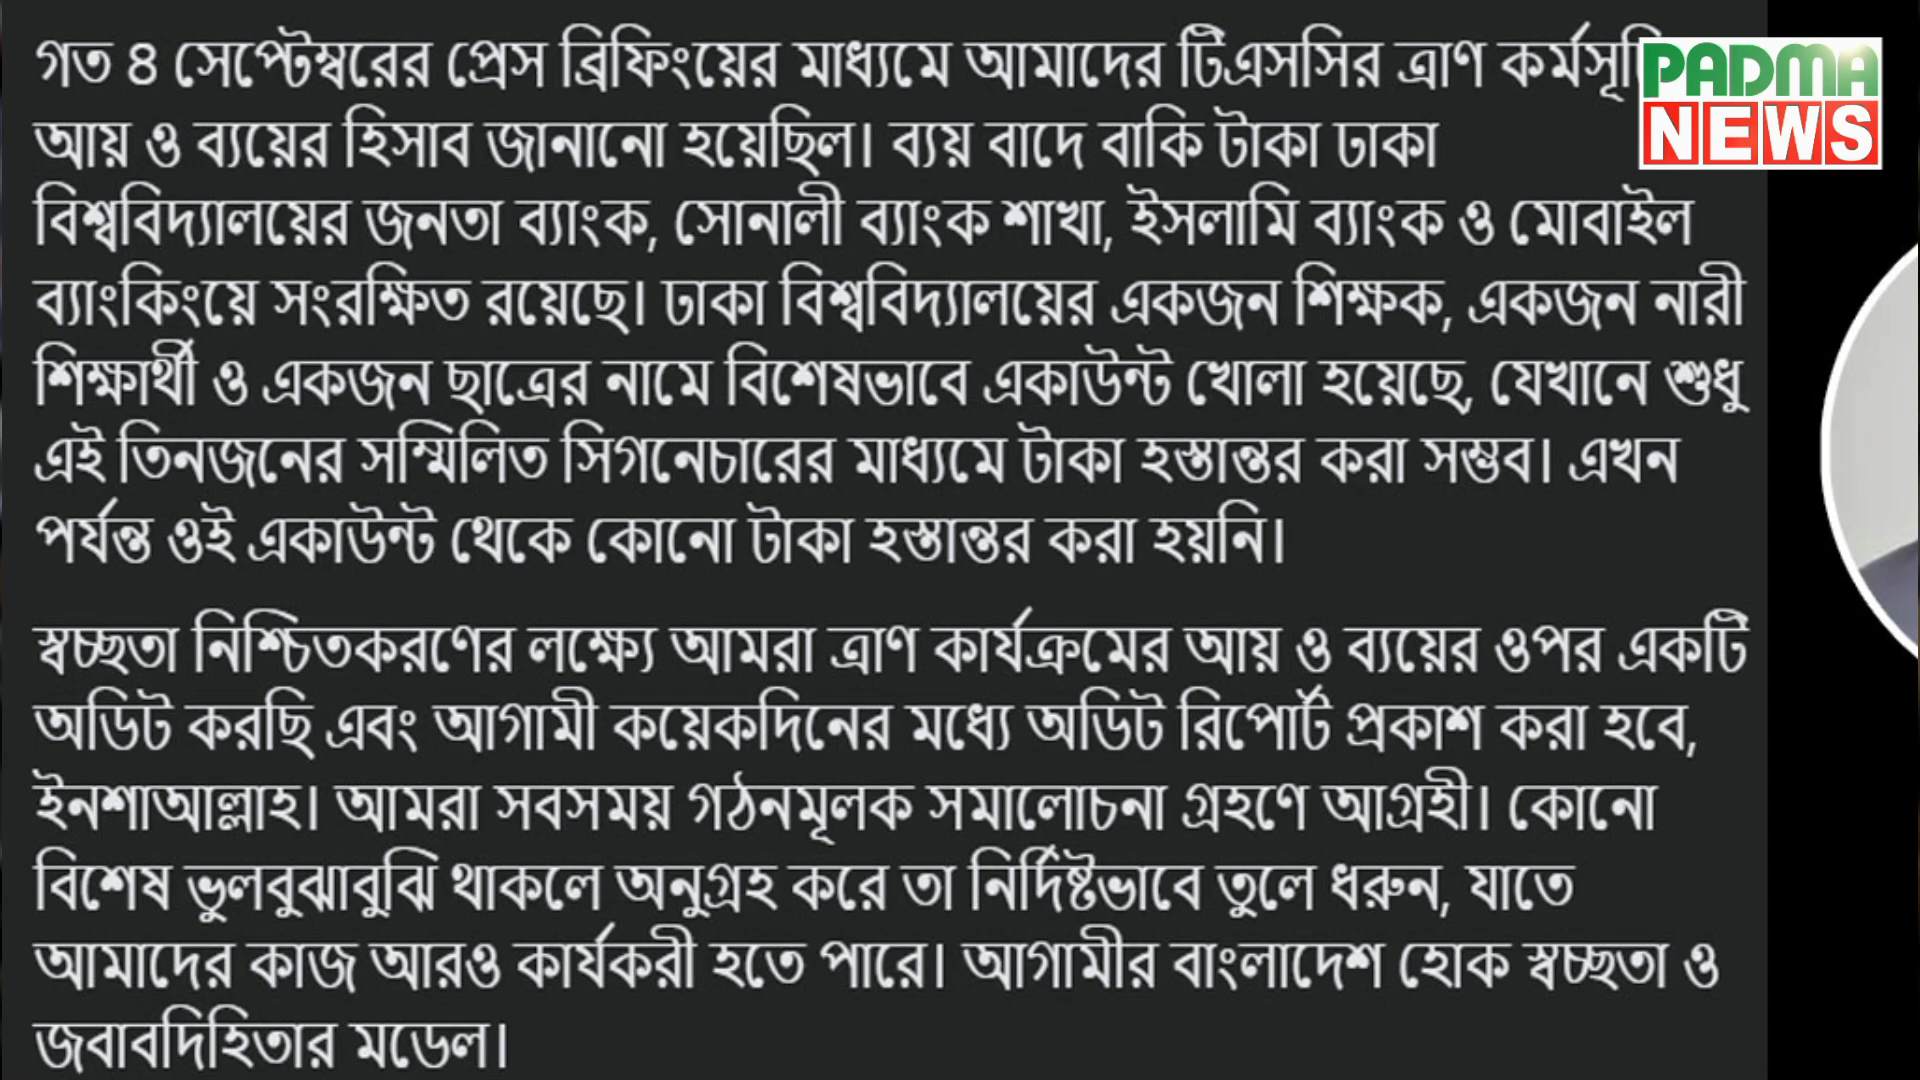 গত ৪ সেপ্টেম্বরের প্রেস ব্রিফিংয়ের মাধ্যমে আমাদের টিএসসির ত্রাণ
আয় ও ব্যয়ের হিসাব জানানো হয়েছিল। ব্যয় বাদে বাকি টাকা ঢাকা
বিশ্ববিদ্যালয়ের জনতা ব্যাংক, সোনালী ব্যাংক শাখা, ইসলামি ব্যাংক ও মোবাইল
ব্যাংকিংয়ে সংরক্ষিত রয়েছে। ঢাকা বিশ্ববিদ্যালয়ের একজন শিক্ষক, একজন নারী
শিক্ষার্থী ও একজন ছাত্রের নামে বিশেষভাবে একাউন্ট খোলা হয়েছে, যেখানে শুধু
এই তিনজনের সম্মিলিত সিগনেচারের মাধ্যমে টাকা হস্তান্তর করা সম্ভব। এখন
পর্যন্ত ওই একাউন্ট থেকে কোনো টাকা হস্তান্তর করা হয়নি।
স্বচ্ছতা নিশ্চিতকরণের লক্ষ্যে আমরা ত্রাণ কার্যক্রমের আয় ও ব্যয়ের ওপর একটি
অডিট করছি এবং আগামী কয়েকদিনের মধ্যে অডিট রিপোর্ট প্রকাশ করা হবে,
ইনশাআল্লাহ। আমরা সবসময় গঠনমূলক সমালোচনা গ্রহণে আগ্রহী। কোনো
বিশেষ ভুলবুঝাবুঝি থাকলে অনুগ্রহ করে তা নির্দিষ্টভাবে তুলে ধরুন, যাতে
আমাদের কাজ আরও কার্যকরী হতে পারে। আগামীর বাংলাদেশ হোক স্বচ্ছতা ও
জবাবদিহিতার মডেল।
PADMA
NEWS